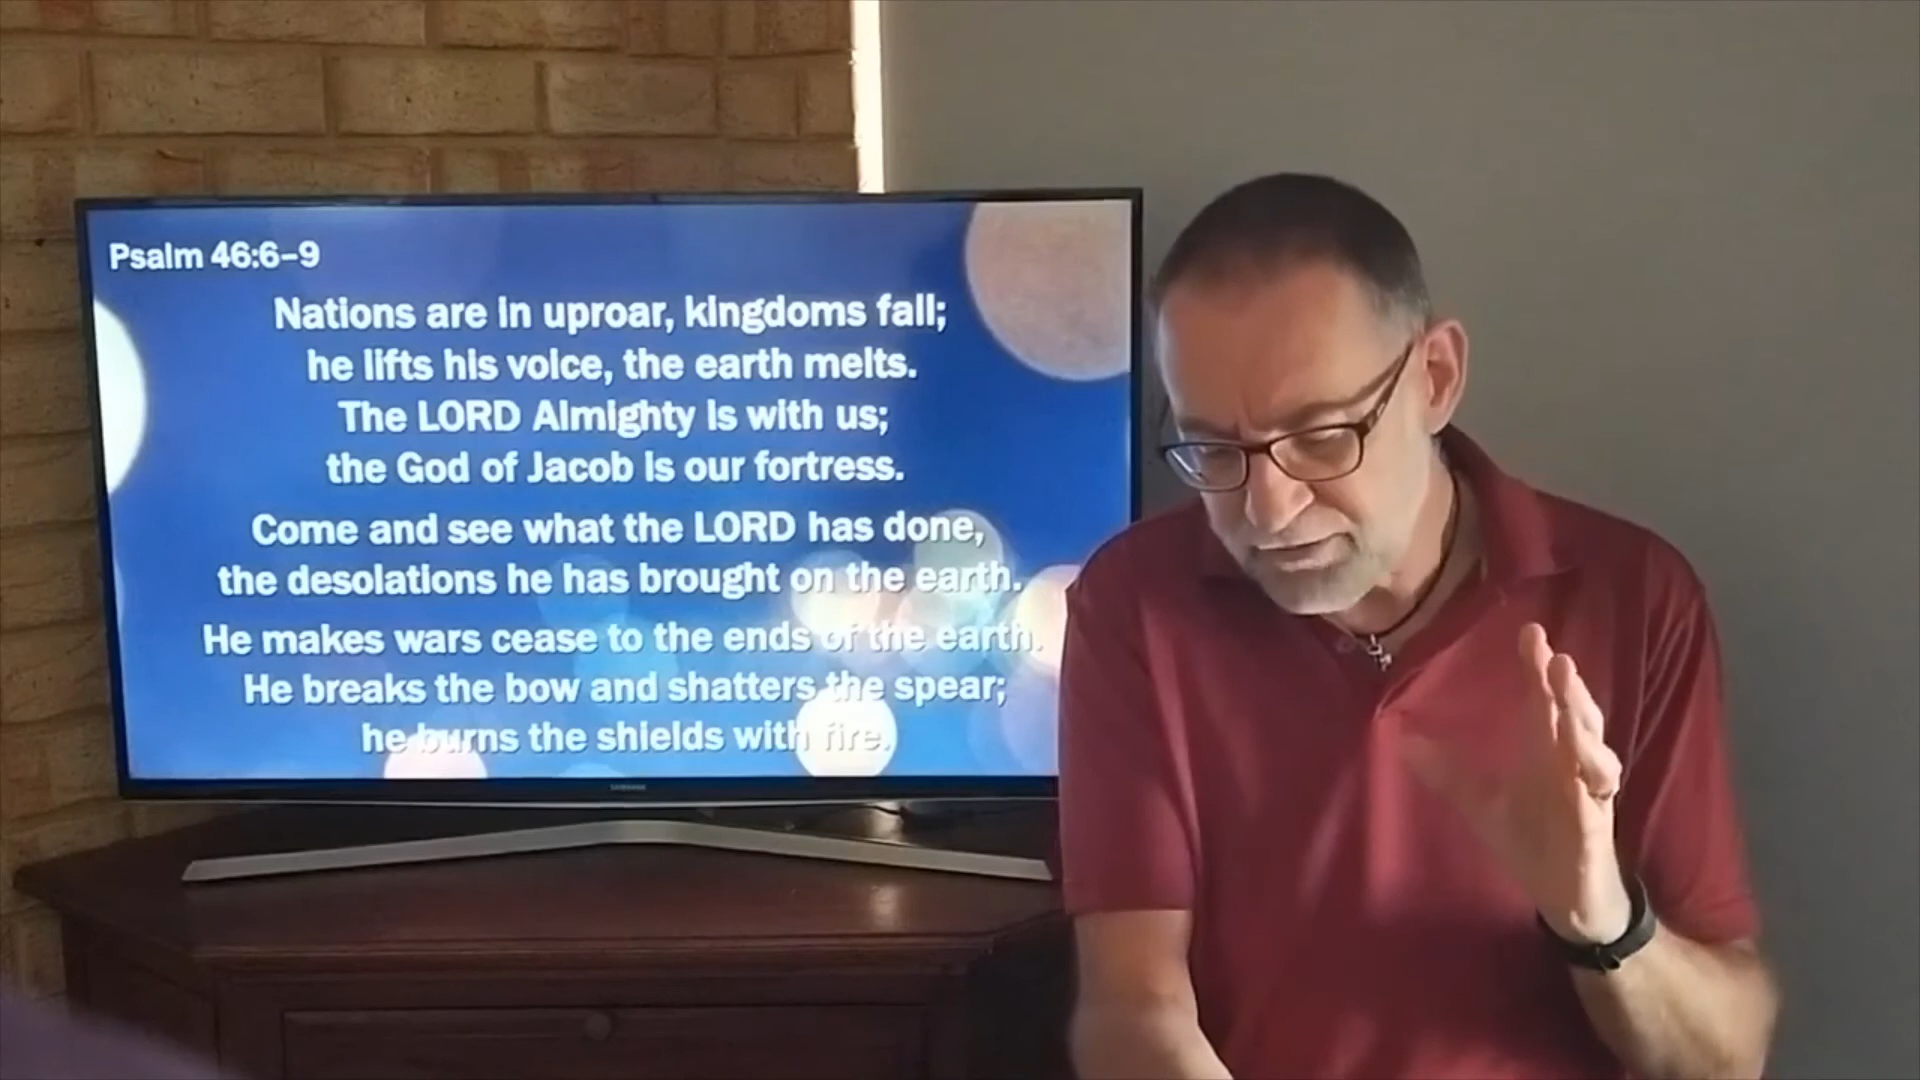 Psalm 46:6–9
Nations are in uproar, kingdoms fall;
he lifts his voice, the earth melts.
The LORD Almighty is with us;
the God of Jacob is our fortress.
Come and see what the LORD has done,
the desolations he has brought on the earth.
He makes wars cease to the ends of the earth.
He breaks the bow and shatters the spear;
he burns the shields with fire.
SAMSUNG